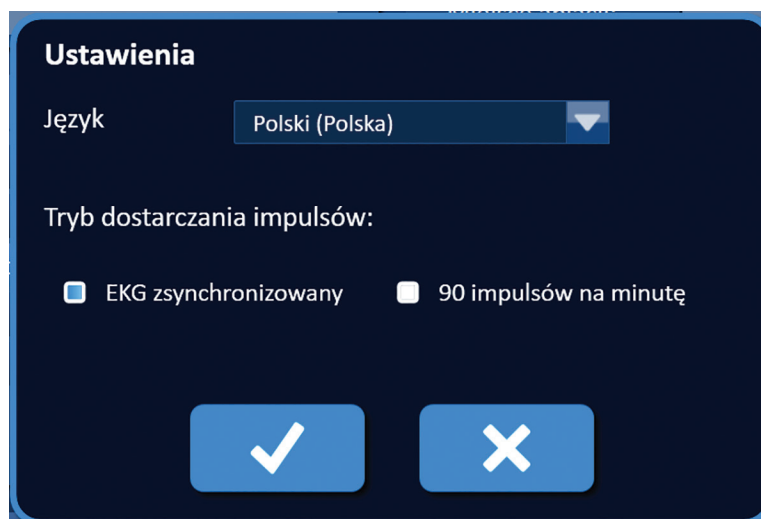 Ustawienia
Język
Polski (Polska)
Tryb dostarczania impulsów:
EKG zsynchronizowany
90 impulsów na minutę